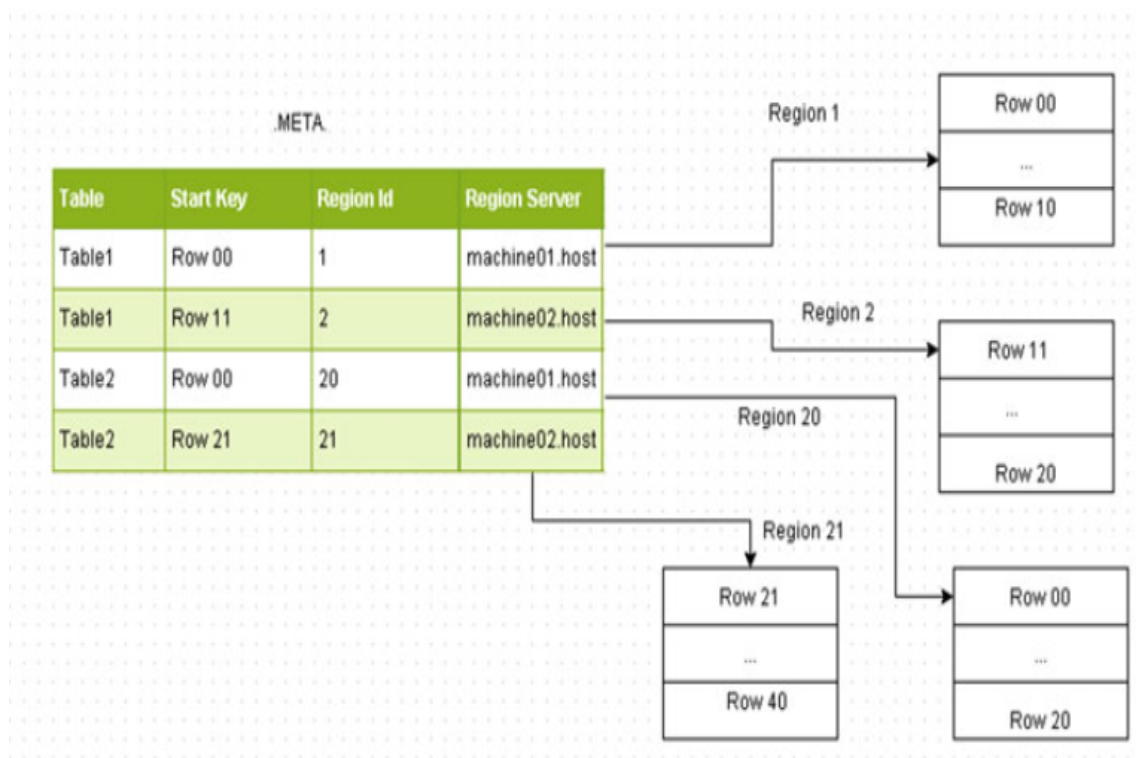 .META.
Table Start Key Region Id Region Server
Table1 Row 00 1 machine01.host
Table1 Row 11 2 machine02.host
Table2 Row 00 20 machine01.host
Table2 Row 21 21 machine02.host
Region 1
Row 00
...
Row 10
Region 2
Row 11
...
Row 20
Region 20
Row 00
...
Row 20
Region 21
Row 21
...
Row 40